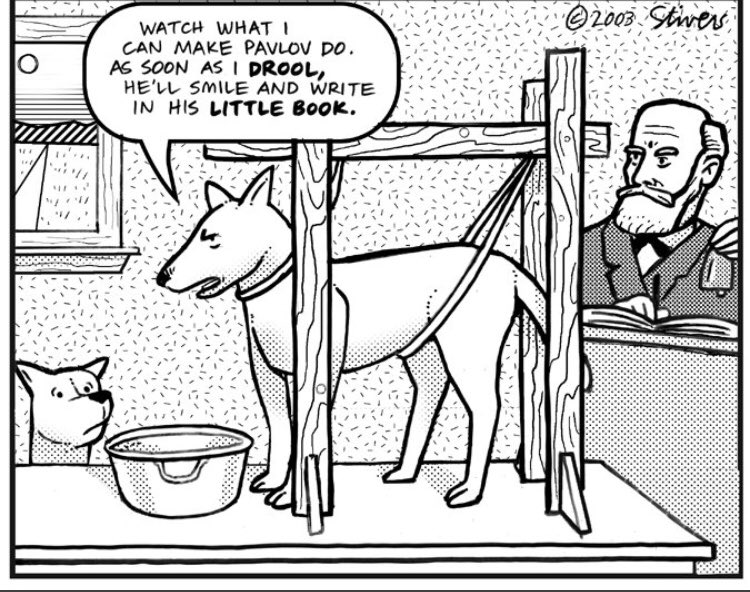 © 2003 Stivers
WATCH WHAT I
CAN MAKE PAVLOV DO.
AS SOON AS I DROOL,
HE'LL SMILE AND WRITE
IN HIS LITTLE BOOK.